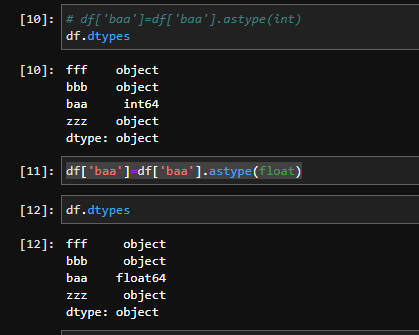 [10]: # df['baa']=df['baa'].astype(int)
df.dtypes
[10]: fff object
bbb object
baa int64
zzz object
dtype: object
[11]: df['baa']=df['baa'].astype(float)
[12]: df.dtypes
[12]: fff object
bbb object
baa float64
zzz object
dtype: object